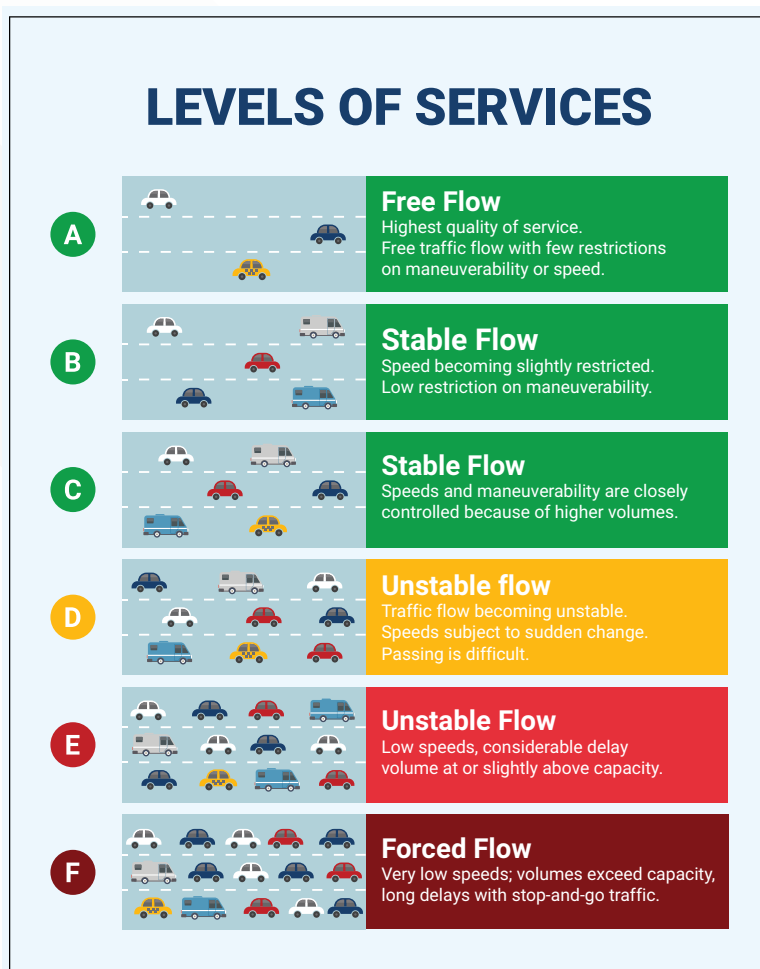 LEVELS OF SERVICES
A
Free Flow
Highest quality of service.
Free traffic flow with few restrictions
on maneuverability or speed.
B
Stable Flow
Speed becoming slightly restricted.
Low restriction on maneuverability.
C
Stable Flow
Speeds and maneuverability are closely
controlled because of higher volumes.
D
Unstable flow
Traffic flow becoming unstable.
Speeds subject to sudden change.
Passing is difficult.
E
Unstable Flow
Low speeds, considerable delay
volume at or slightly above capacity.
F
Forced Flow
Very low speeds; volumes exceed capacity,
long delays with stop-and-go traffic.